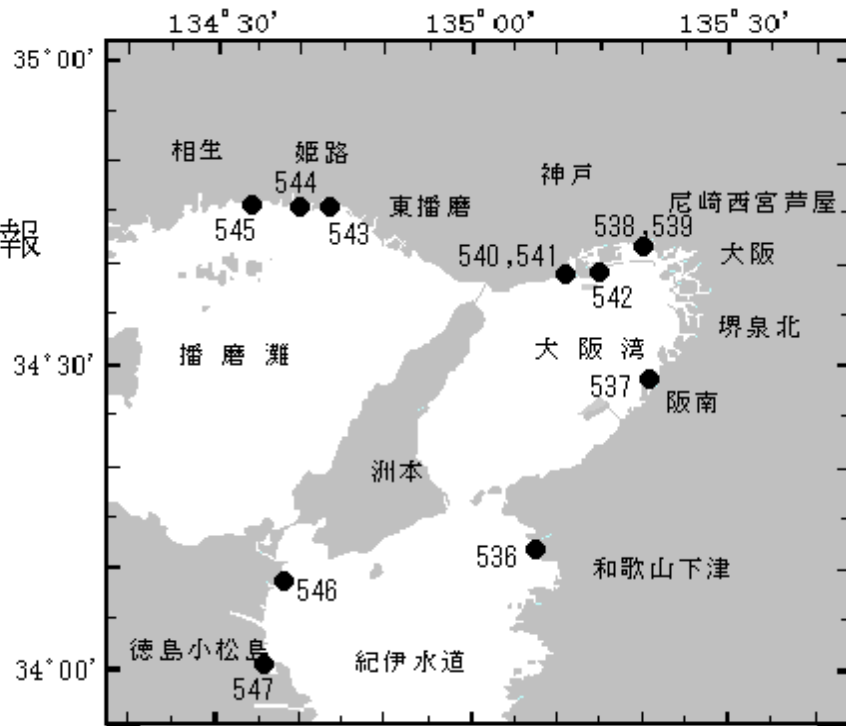 134°30' 135°00' 135°30'
35°00'
相生
姫路
神戸
544
東播磨
尼崎西宮芦屋
545
543
538,539
報
540,541
大阪
542
堺泉北
播磨灘
大阪湾
34°30'
537
阪南
洲本
536
和歌山下津
546
徳島小松島
紀伊水道
34°00'
547